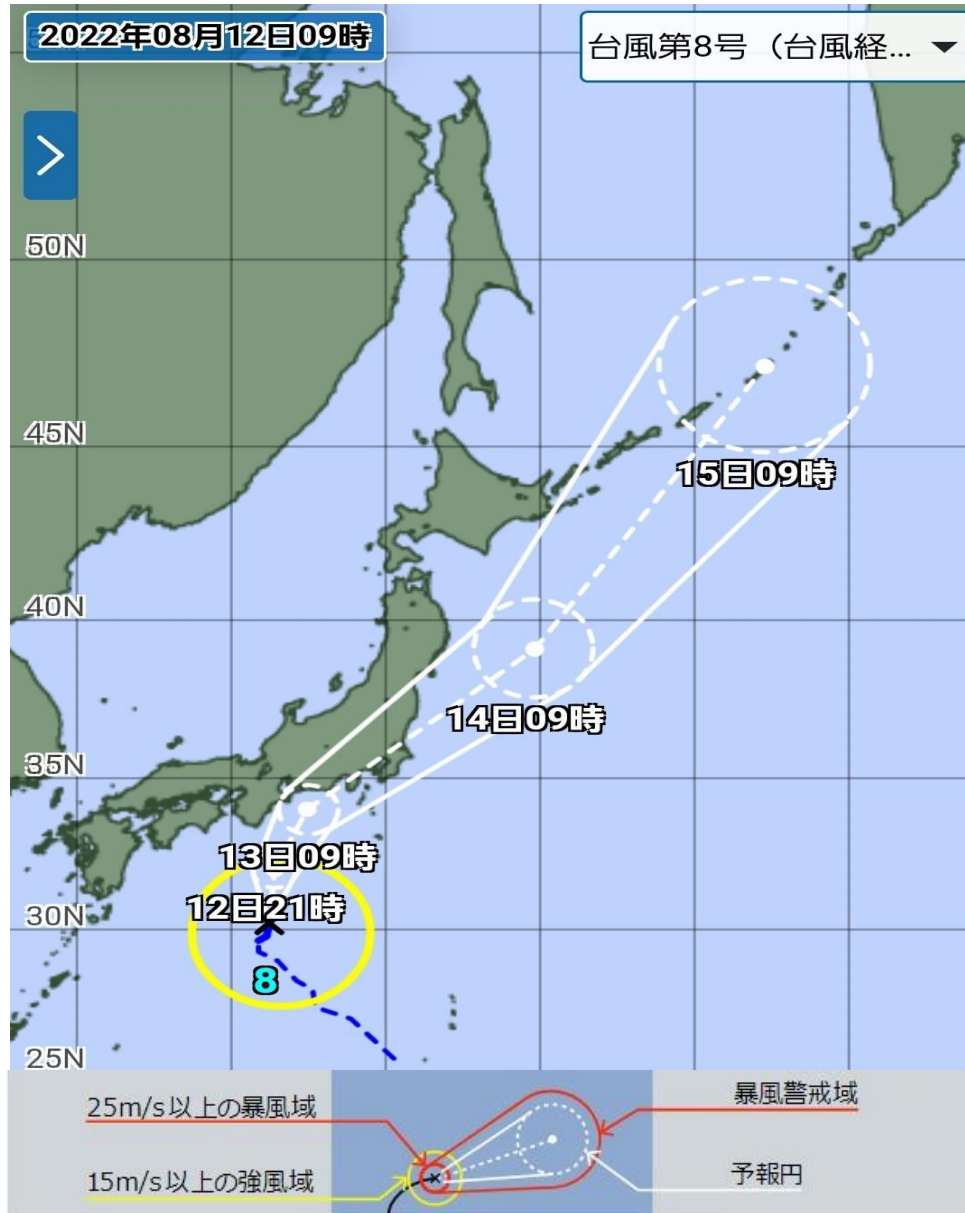 2022年08月12日09時
台風第8号（台風経...
50N
45N
15日09時
40N
14日09時
35N
13日09時
12日21時
30N
8
25N
25m/s以上の暴風域
暴風警戒域
15m/s以上の強風域
予報円